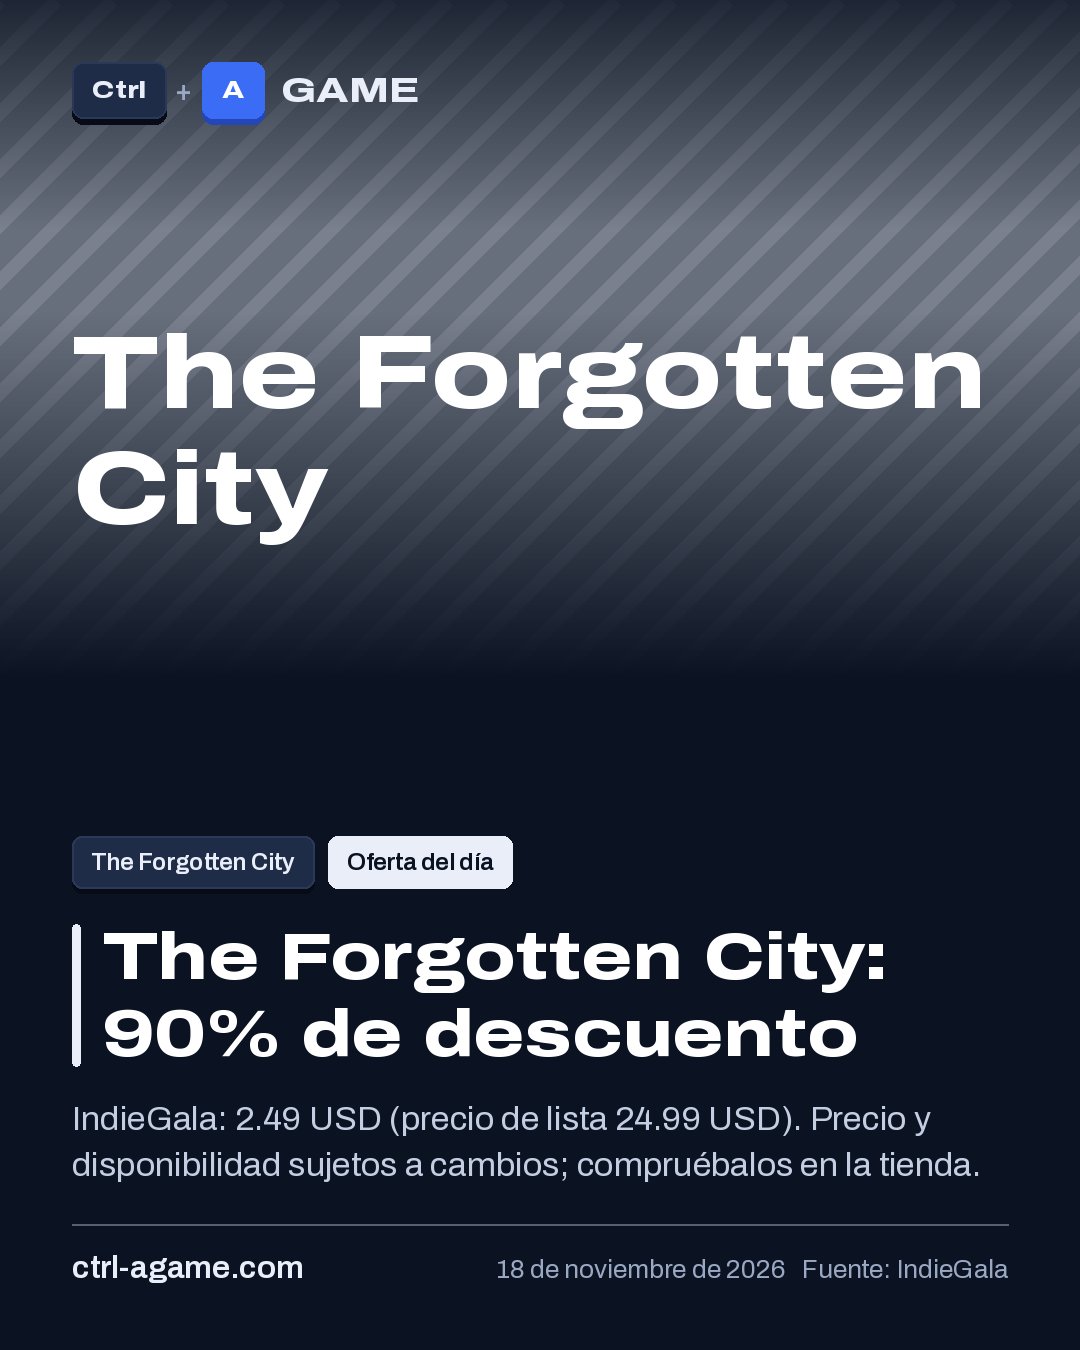 Ctrl + A GAME
The Forgotten
City
The Forgotten City
Oferta del día
The Forgotten City:
90% de descuento
IndieGala: 2.49 USD (precio de lista 24.99 USD). Precio y
disponibilidad sujetos a cambios; compruébalos en la tienda.
ctrl-agame.com
18 de noviembre de 2026 Fuente: IndieGala